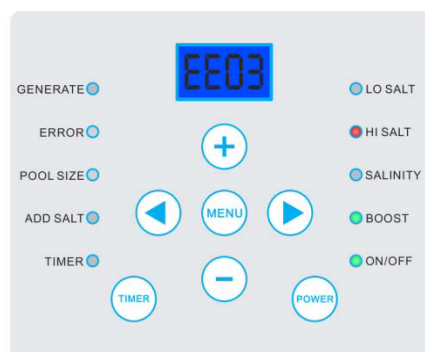 EE03
GENERATE
ERROR
POOL SIZE
ADD SALT
TIMER
LO SALT
HI SALT
SALINITY
BOOST
ON/OFF
+
MENU
−
TIMER
POWER